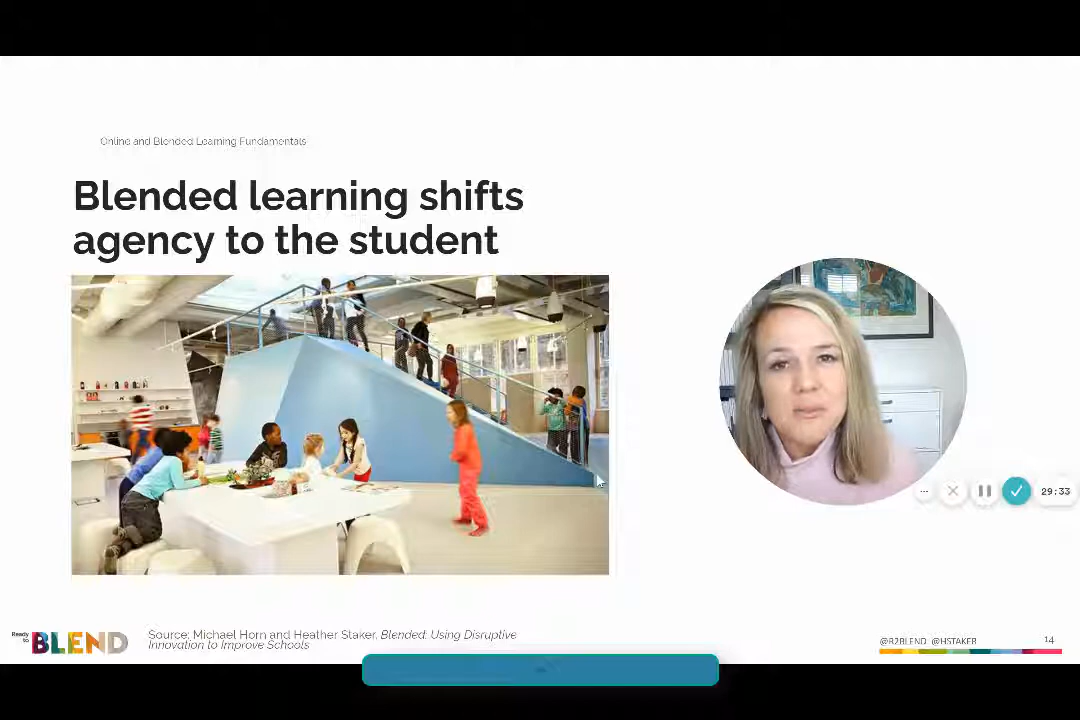 Online and Blended Learning Fundamentals
Blended learning shifts
agency to the student
29:33
Ready
to
BLEND
Source: Michael Horn and Heather Staker, Blended: Using Disruptive
Innovation to Improve Schools
@R2BLEND @HSTAKER
14